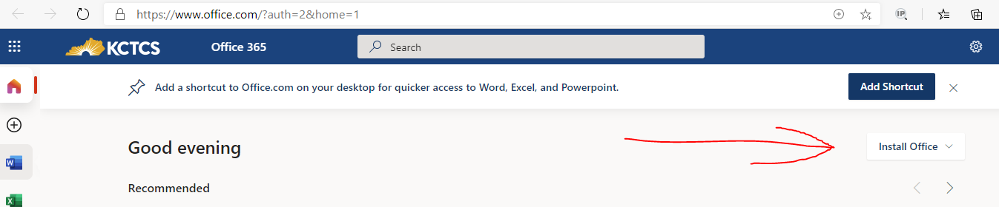 https://www.office.com/?auth=2&home=1
IP
KCTCS Office 365 Search
Add a shortcut to Office.com on your desktop for quicker access to Word, Excel, and Powerpoint. Add Shortcut
Good evening Install Office
W
Recommended
X